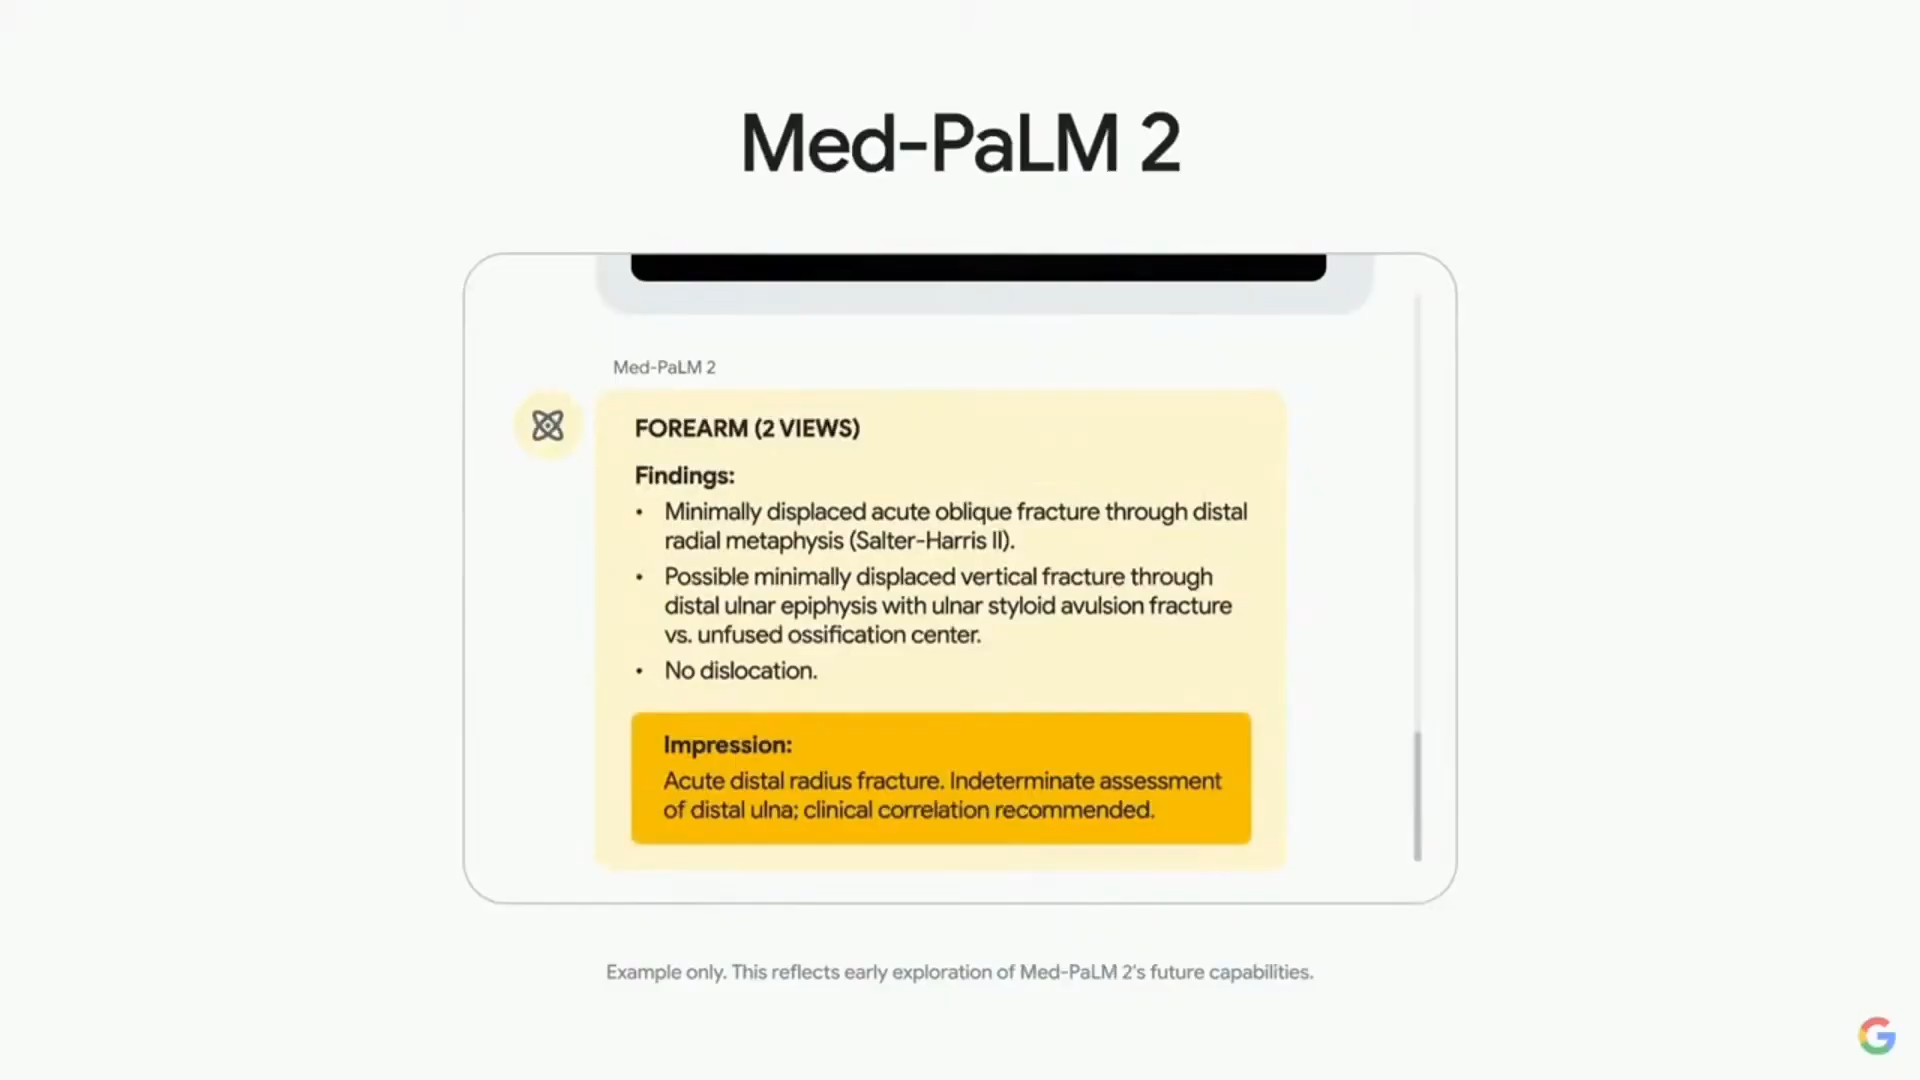 Med-PaLM 2
Med-PaLM 2
FOREARM (2 VIEWS)
Findings:
• Minimally displaced acute oblique fracture through distal
radial metaphysis (Salter-Harris II).
• Possible minimally displaced vertical fracture through
distal ulnar epiphysis with ulnar styloid avulsion fracture
vs. unfused ossification center.
• No dislocation.
Impression:
Acute distal radius fracture. Indeterminate assessment
of distal ulna; clinical correlation recommended.
Example only. This reflects early exploration of Med-PaLM 2's future capabilities.
G